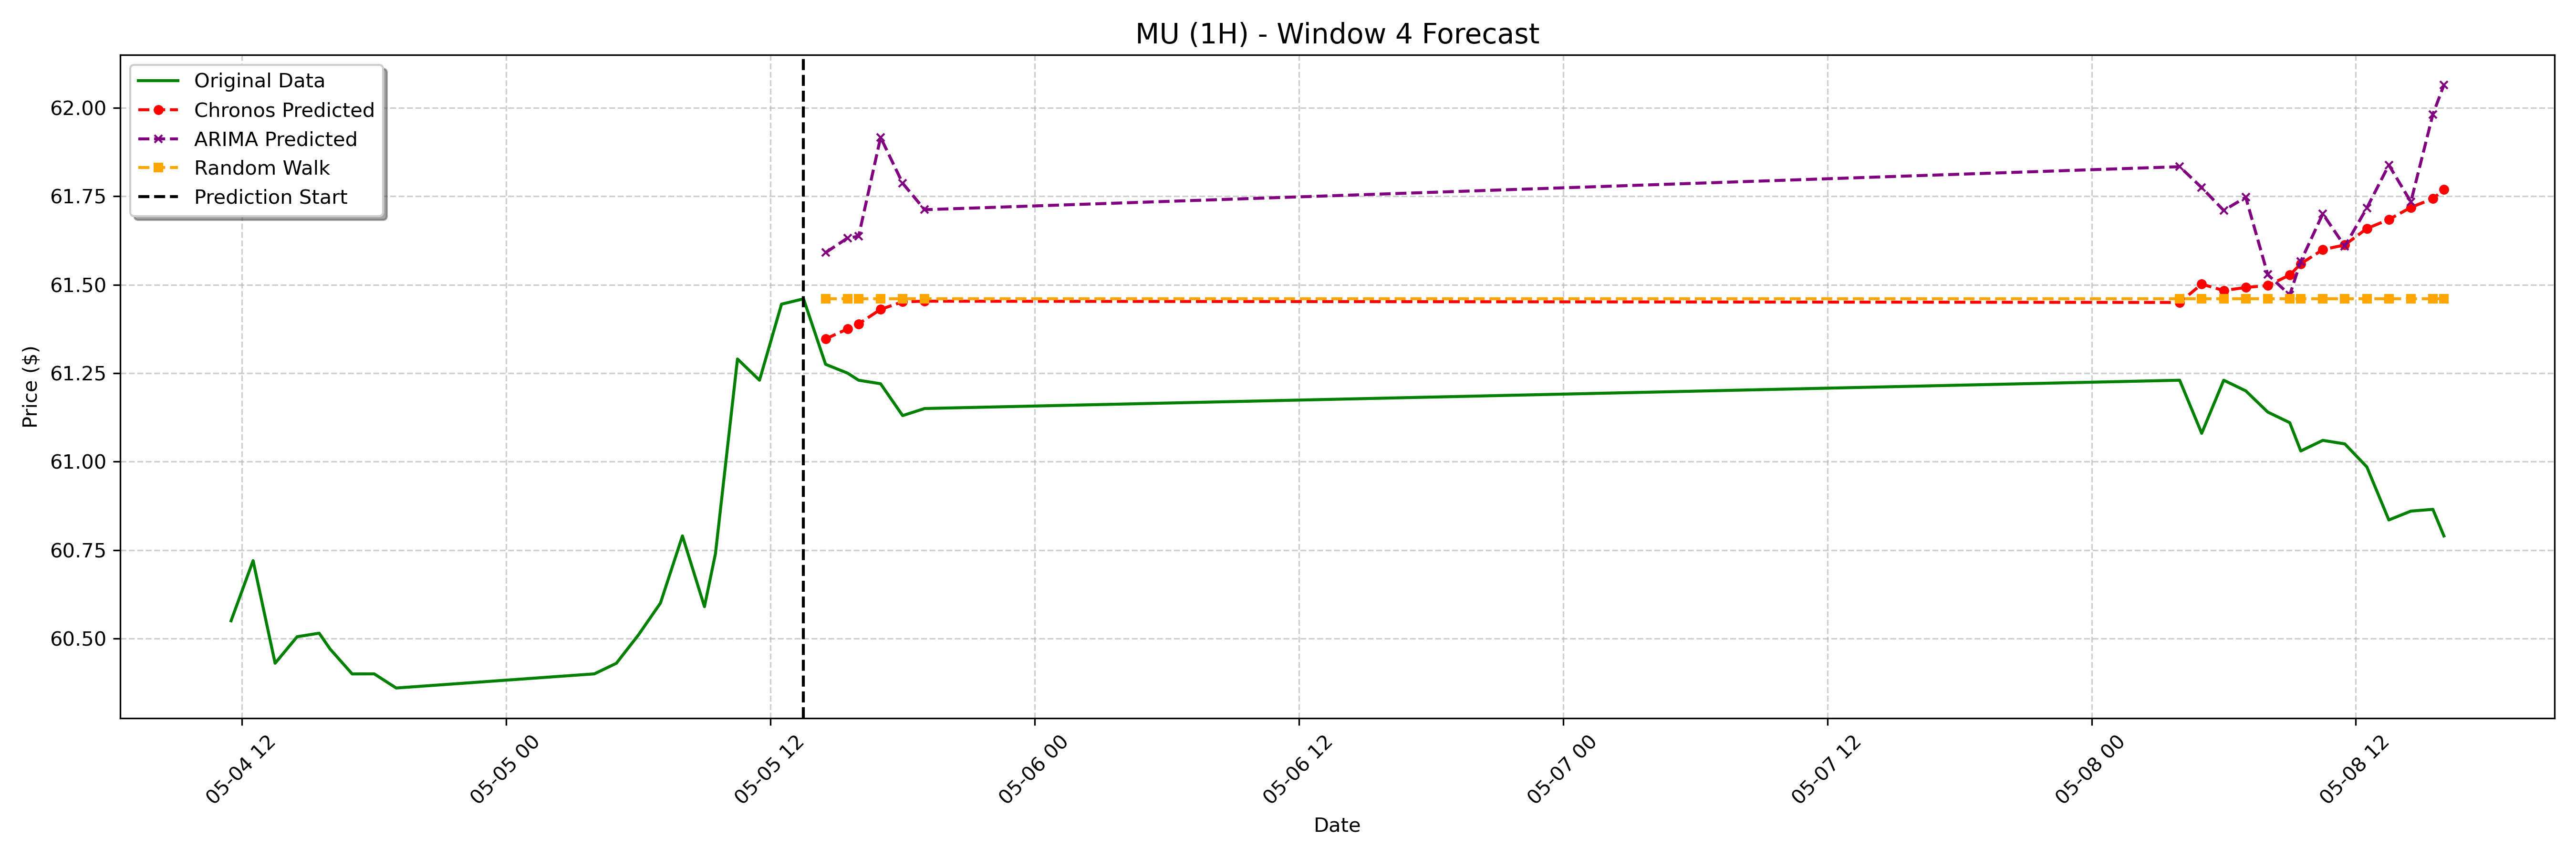 MU (1H) - Window 4 Forecast
Original Data
Chronos Predicted
ARIMA Predicted
Random Walk
Prediction Start
62.00
61.75
61.50
61.25
61.00
60.75
60.50
Price ($)
05-04 12
05-05 00
05-05 12
05-06 00
05-06 12
05-07 00
05-07 12
05-08 00
05-08 12
Date